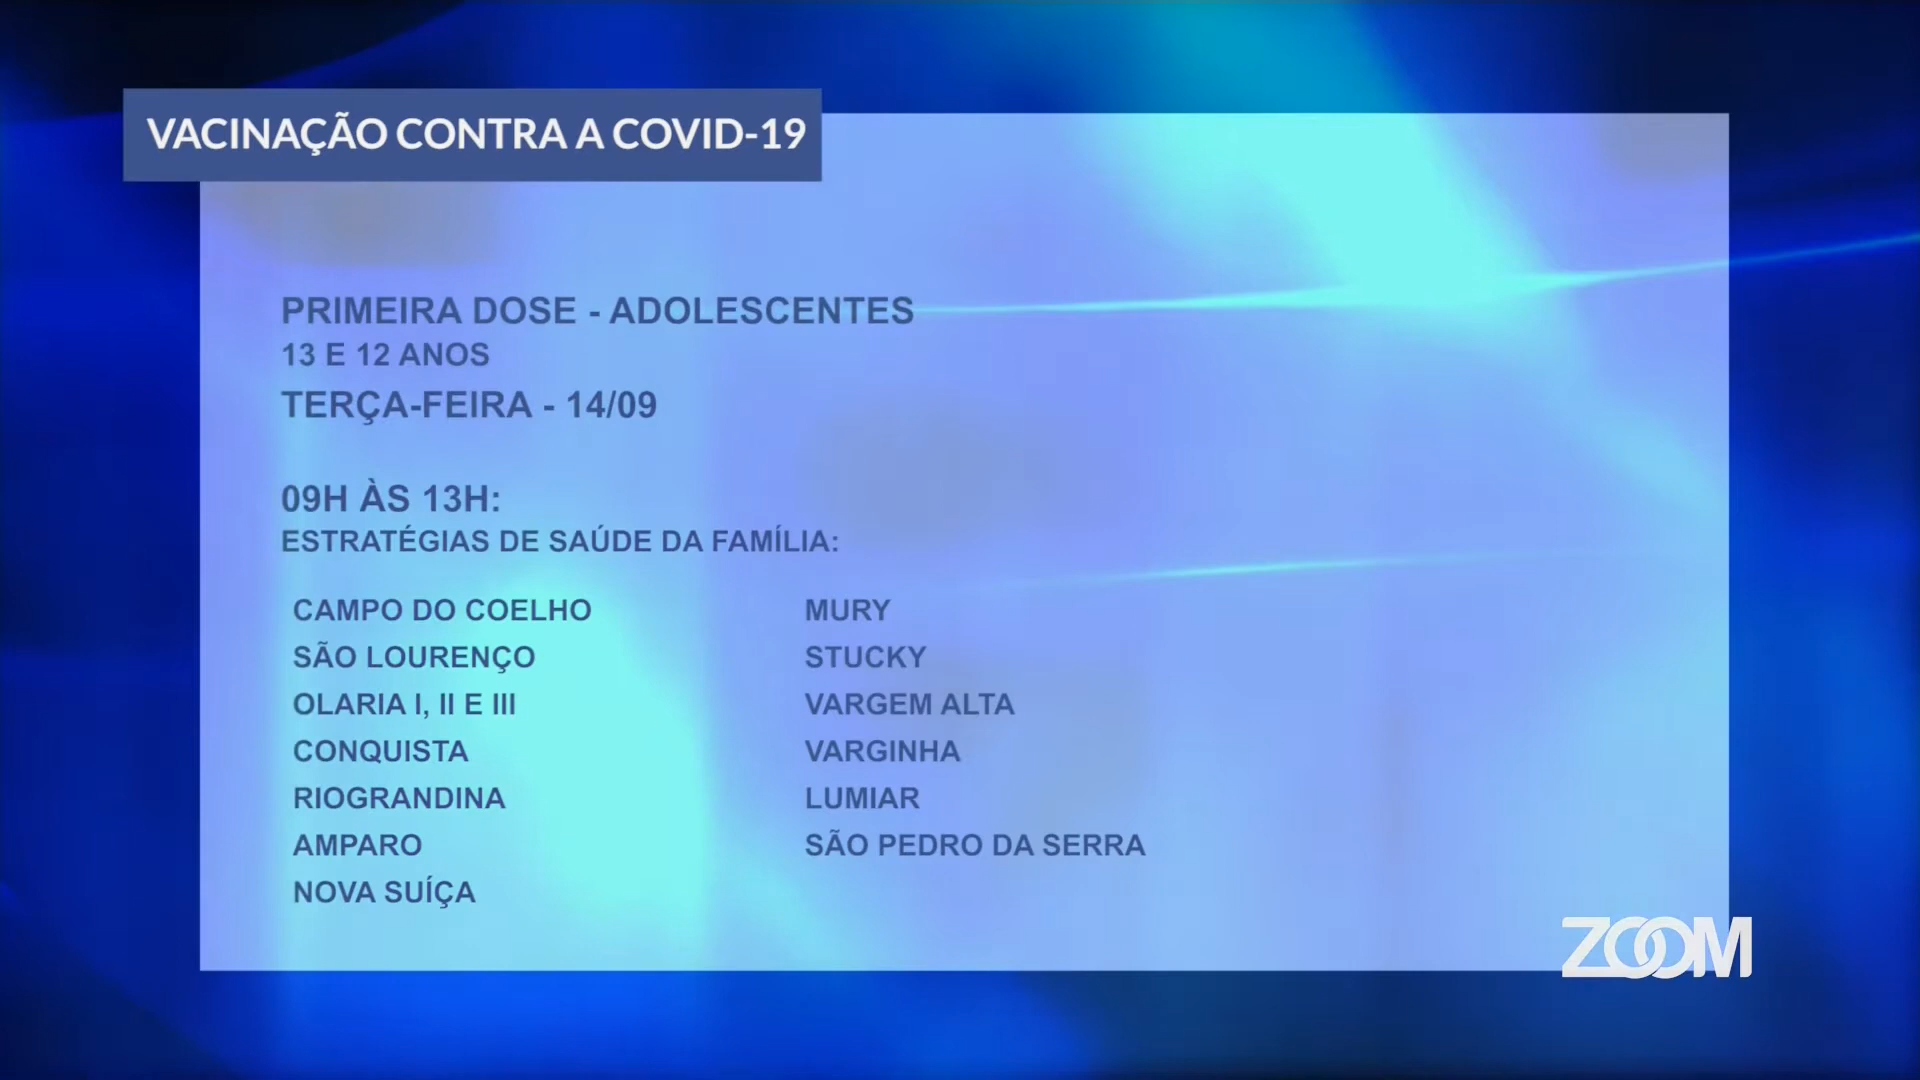 VACINAÇÃO CONTRA A COVID-19
PRIMEIRA DOSE - ADOLESCENTES
13 E 12 ANOS
TERÇA-FEIRA - 14/09
09H ÀS 13H:
ESTRATÉGIAS DE SAÚDE DA FAMÍLIA:
CAMPO DO COELHO
SÃO LOURENÇO
OLARIA I, II E III
CONQUISTA
RIOGRANDINA
AMPARO
NOVA SUÍÇA
MURY
STUCKY
VARGEM ALTA
VARGINHA
LUMIAR
SÃO PEDRO DA SERRA
ZOOM